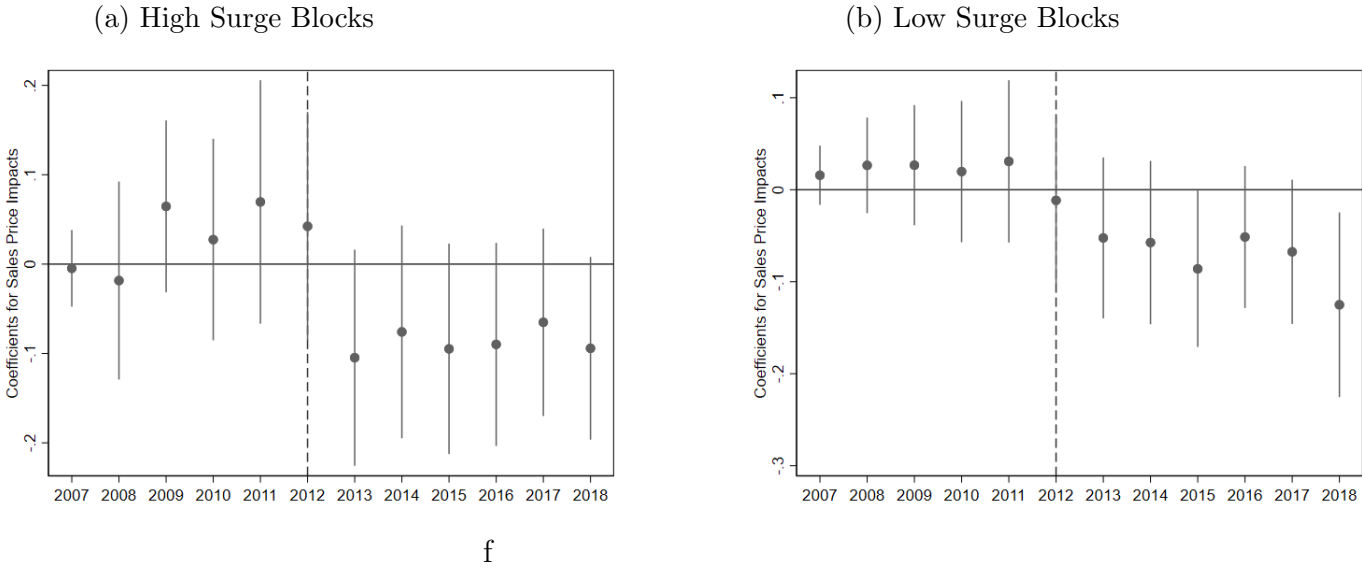 (a) High Surge Blocks
Coefficients for Sales Price Impacts
.2
.1
0
-.1
-.2
2007 2008 2009 2010 2011 2012 2013 2014 2015 2016 2017 2018
(b) Low Surge Blocks
Coefficients for Sales Price Impacts
.1
0
-.1
-.2
-.3
2007 2008 2009 2010 2011 2012 2013 2014 2015 2016 2017 2018
f